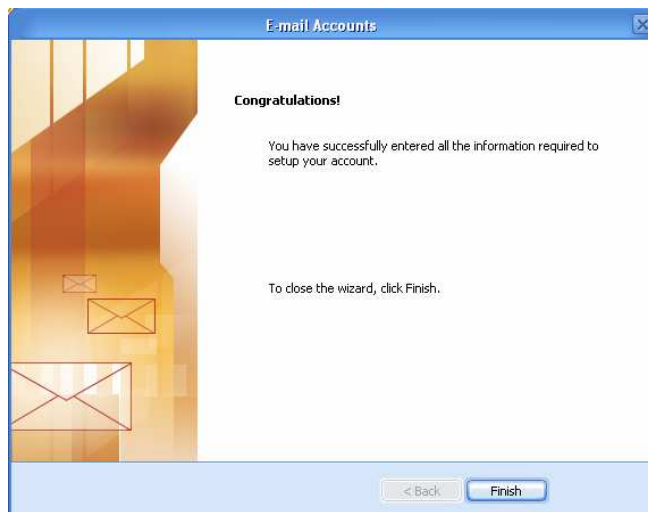 E-mail Accounts
Congratulations!
You have successfully entered all the information required to
setup your account.
To close the wizard, click Finish.
< Back
Finish